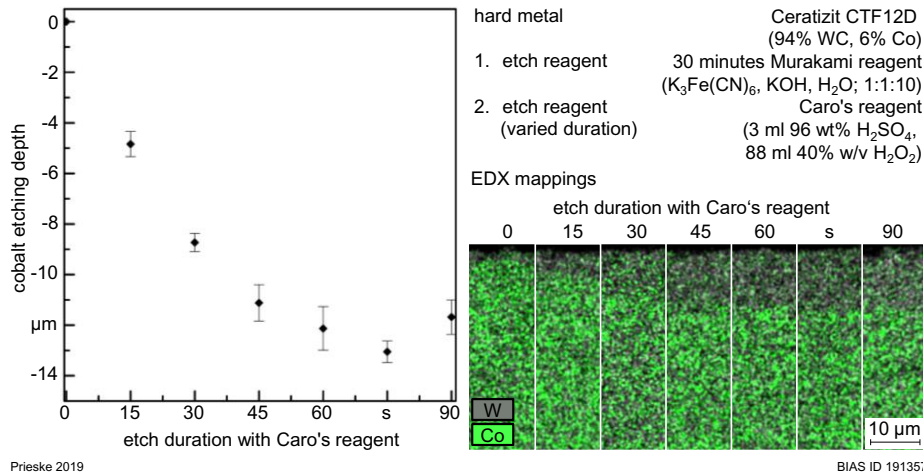 0
-2
-4
-6
-8
-10
µm
-14
cobalt etching depth
0 15 30 45 60 s 90
etch duration with Caro's reagent
hard metal Ceratizit CTF12D
(94% WC, 6% Co)
1. etch reagent 30 minutes Murakami reagent
(K₃Fe(CN)₆, KOH, H₂O; 1:1:10)
2. etch reagent Caro's reagent
(varied duration) (3 ml 96 wt% H₂SO₄,
88 ml 40% w/v H₂O₂)
EDX mappings
etch duration with Caro‘s reagent
0 15 30 45 60 s 90
W
Co
10 µm
Prieske 2019
BIAS ID 19135